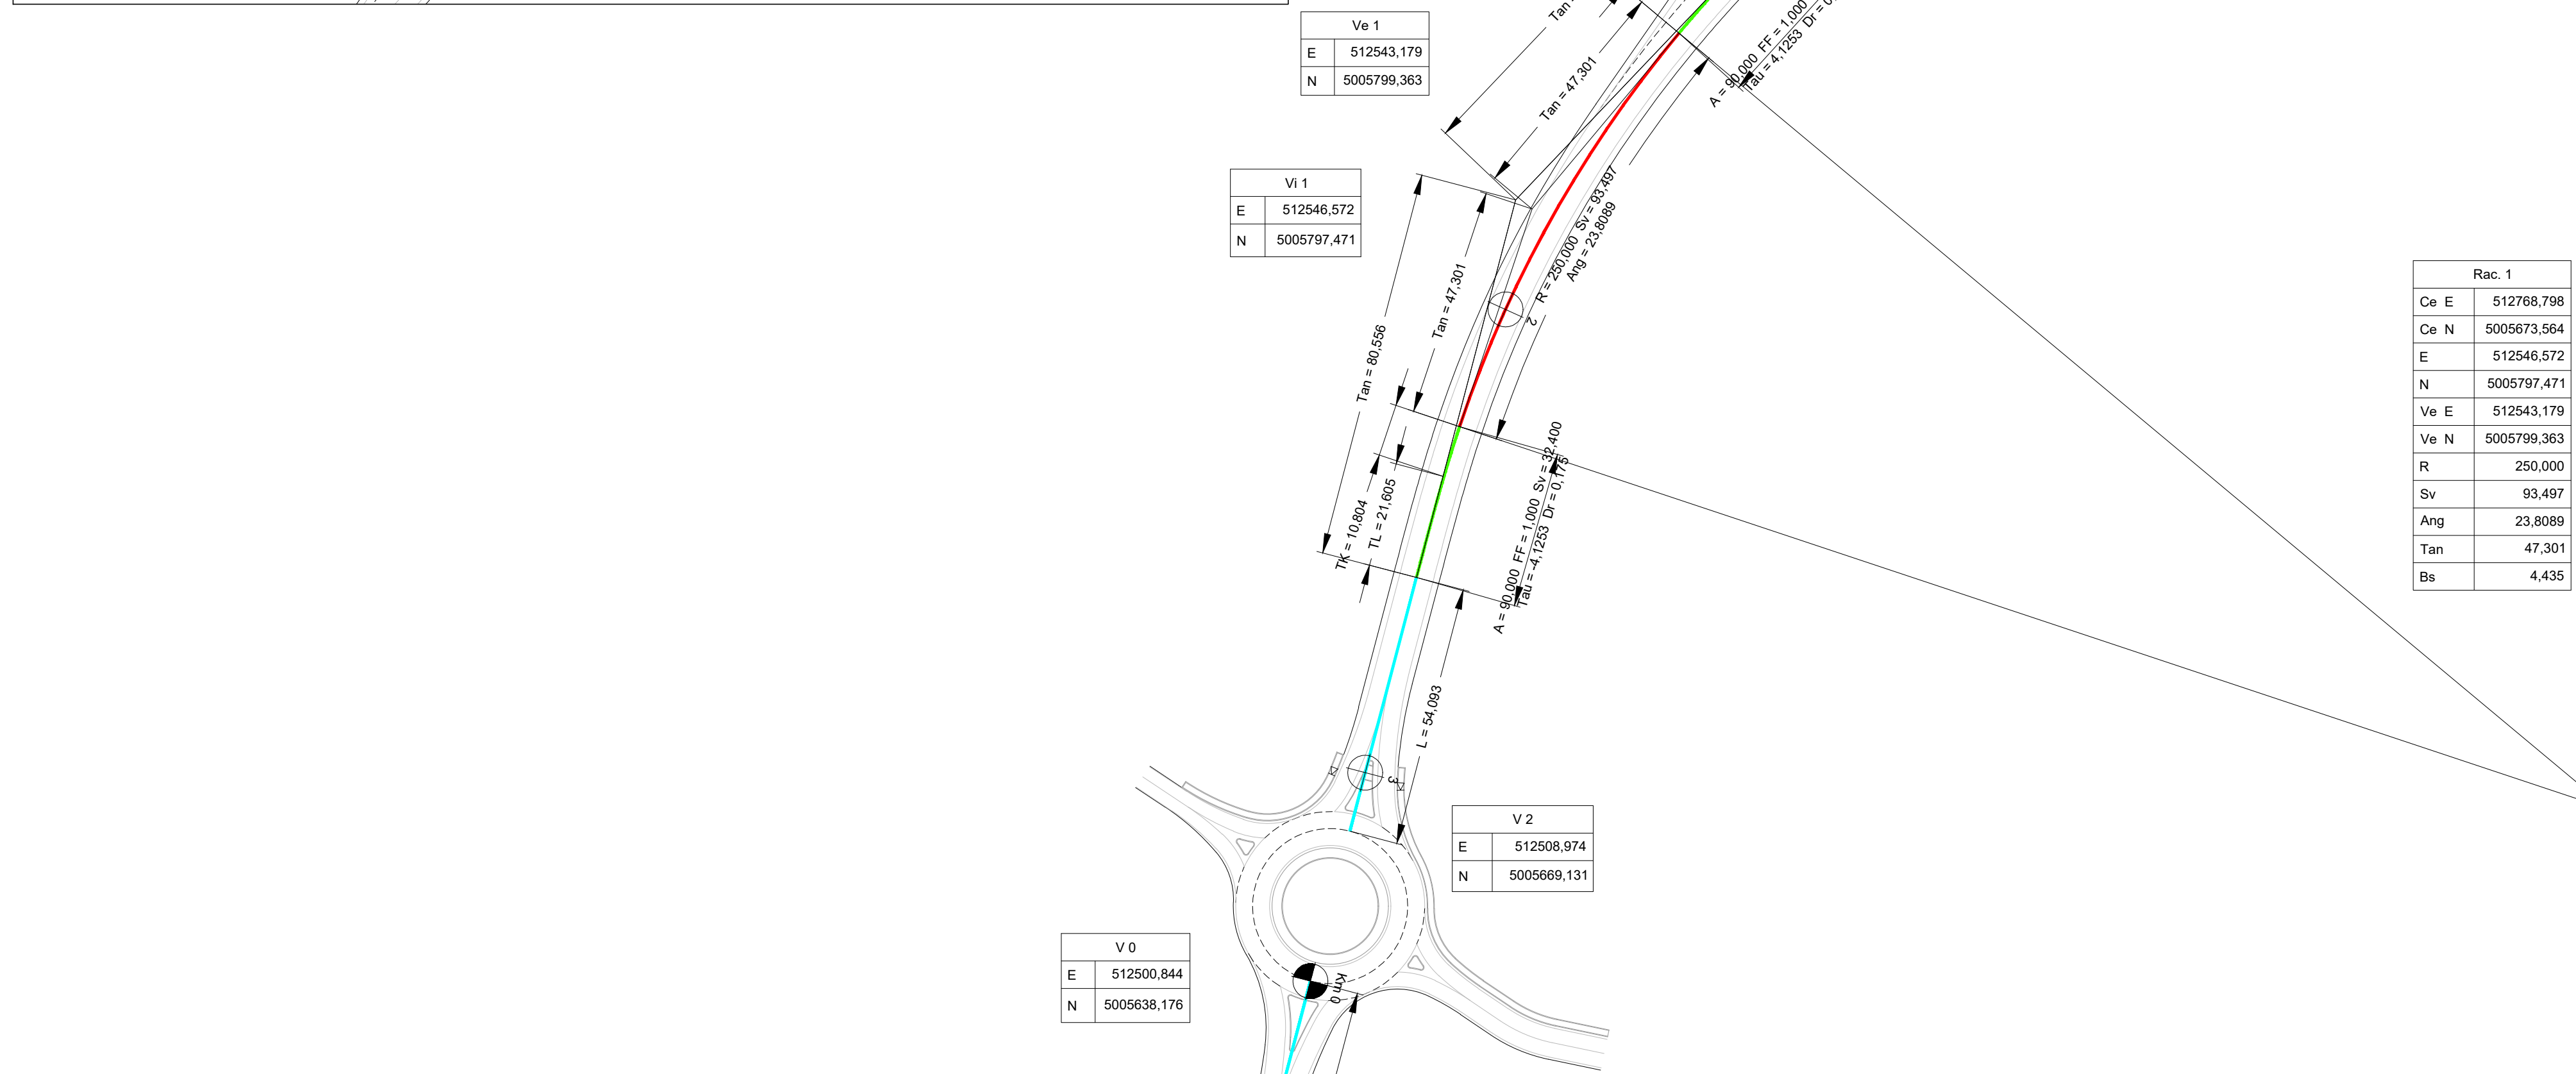 Ve 1
E 512543,179
N 5005799,363
Tan
Tan = 47,301
A = 90,000 FF = 1,000
Tau = 4,1253 Dr =
Vi 1
E 512546,572
N 5005797,471
R = 250,000 Sv = 93,497
Ang = 23,8089
2
Tan = 47,301
Tan = 80,556
TK = 10,804
TL = 21,605
A = 90,000 FF = 1,000 Sv = 32,400
Tau = -4,1253 Dr = 0,175
Rac. 1
Ce E 512768,798
Ce N 5005673,564
E 512546,572
N 5005797,471
Ve E 512543,179
Ve N 5005799,363
R 250,000
Sv 93,497
Ang 23,8089
Tan 47,301
Bs 4,435
L = 54,093
3
V 2
E 512508,974
N 5005669,131
V 0
E 512500,844
N 5005638,176
Km 0